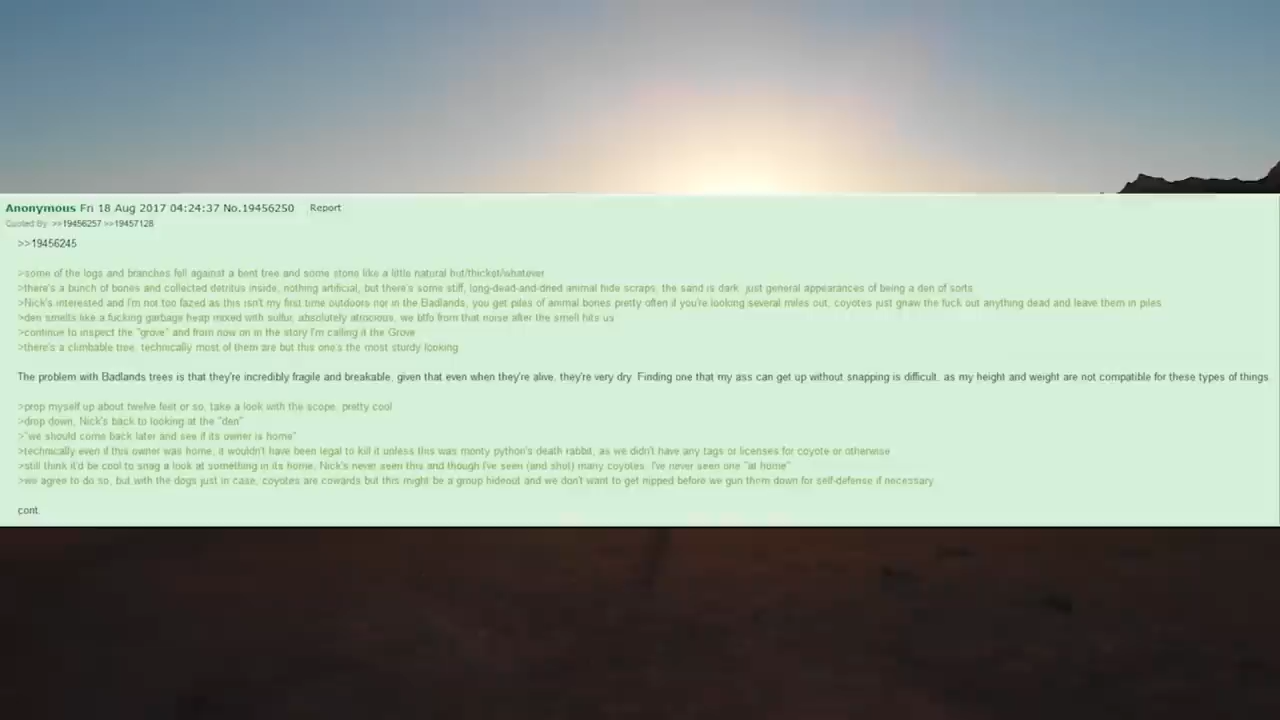 Anonymous Fri 18 Aug 2017 04:24:37 No.19456250 Report
Quoted By: >>19456257 >>19457128
>>19456245
>some of the logs and branches fell against a bent tree and some stone like a little natural hut/thicket/whatever
>there's a bunch of bones and collected detritus inside, nothing artificial, but there's some stiff, long-dead-and-dried animal hide scraps, the sand is dark, just general appearances of being a den of sorts
>Nick's interested and I'm not too fazed as this isn't my first time outdoors nor in the Badlands, you get piles of animal bones pretty often if you're looking several miles out, coyotes just gnaw the fuck out anything dead and leave them in piles
>den smells like a fucking garbage heap mixed with sulfur, absolutely atrocious, we btfo from that noise after the smell hits us
>continue to inspect the "grove" and from now on in the story I'm calling it the Grove
>there's a climbable tree, technically most of them are but this one's the most sturdy looking
The problem with Badlands trees is that they're incredibly fragile and breakable, given that even when they're alive, they're very dry. Finding one that my ass can get up without snapping is difficult, as my height and weight are not compatible for these types of things.
>prop myself up about twelve feet or so, take a look with the scope, pretty cool
>drop down, Nick's back to looking at the "den"
>"we should come back later and see if its owner is home"
>technically even if this owner was home, it wouldn't have been legal to kill it unless this was monty python's death rabbit, as we didn't have any tags or licenses for coyote or otherwise
>still think it'd be cool to snag a look at something in its home, Nick's never seen this and though I've seen (and shot) many coyotes, I've never seen one "at home"
>we agree to do so, but with the dogs just in case, coyotes are cowards but this might be a group hideout and we don't want to get nipped before we gun them down for self-defense if necessary
cont.